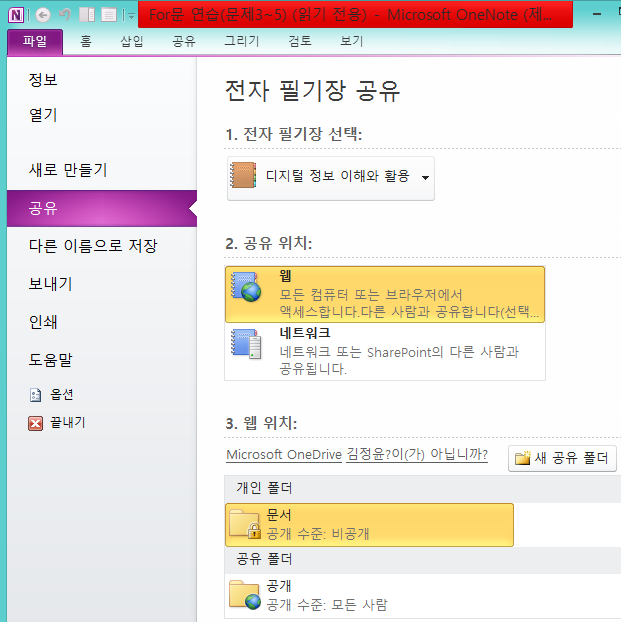 For문 연습(문제3~5) (읽기 전용) - Microsoft OneNote (제...
파일 홈 삽입 공유 그리기 검토 보기
정보
열기
새로 만들기
공유
다른 이름으로 저장
보내기
인쇄
도움말
옵션
끝내기
전자 필기장 공유
1. 전자 필기장 선택:
디지털 정보 이해와 활용
2. 공유 위치:
웹
모든 컴퓨터 또는 브라우저에서
액세스합니다.다른 사람과 공유합니다(선택...
네트워크
네트워크 또는 SharePoint의 다른 사람과
공유됩니다.
3. 웹 위치:
Microsoft OneDrive 김정윤?이(가) 아닙니까?
새 공유 폴더
개인 폴더
문서
공개 수준: 비공개
공유 폴더
공개
공개 수준: 모든 사람